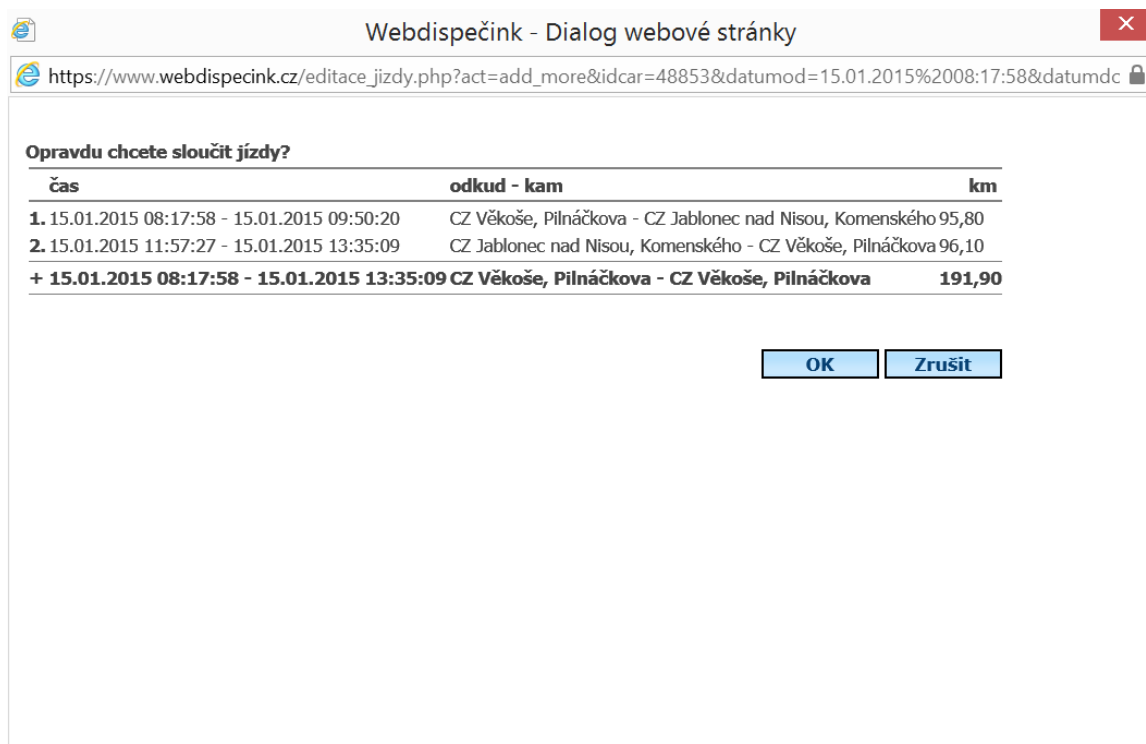 Webdispečink - Dialog webové stránky
https://www.webdispecink.cz/editace_jizdy.php?act=add_more&idcar=48853&datumod=15.01.2015%2008:17:58&datumdc
Opravdu chcete sloučit jízdy?
čas odkud - kam km
1. 15.01.2015 08:17:58 - 15.01.2015 09:50:20 CZ Věkoše, Pilnáčkova - CZ Jablonec nad Nisou, Komenského 95,80
2. 15.01.2015 11:57:27 - 15.01.2015 13:35:09 CZ Jablonec nad Nisou, Komenského - CZ Věkoše, Pilnáčkova 96,10
+ 15.01.2015 08:17:58 - 15.01.2015 13:35:09 CZ Věkoše, Pilnáčkova - CZ Věkoše, Pilnáčkova 191,90
OK Zrušit